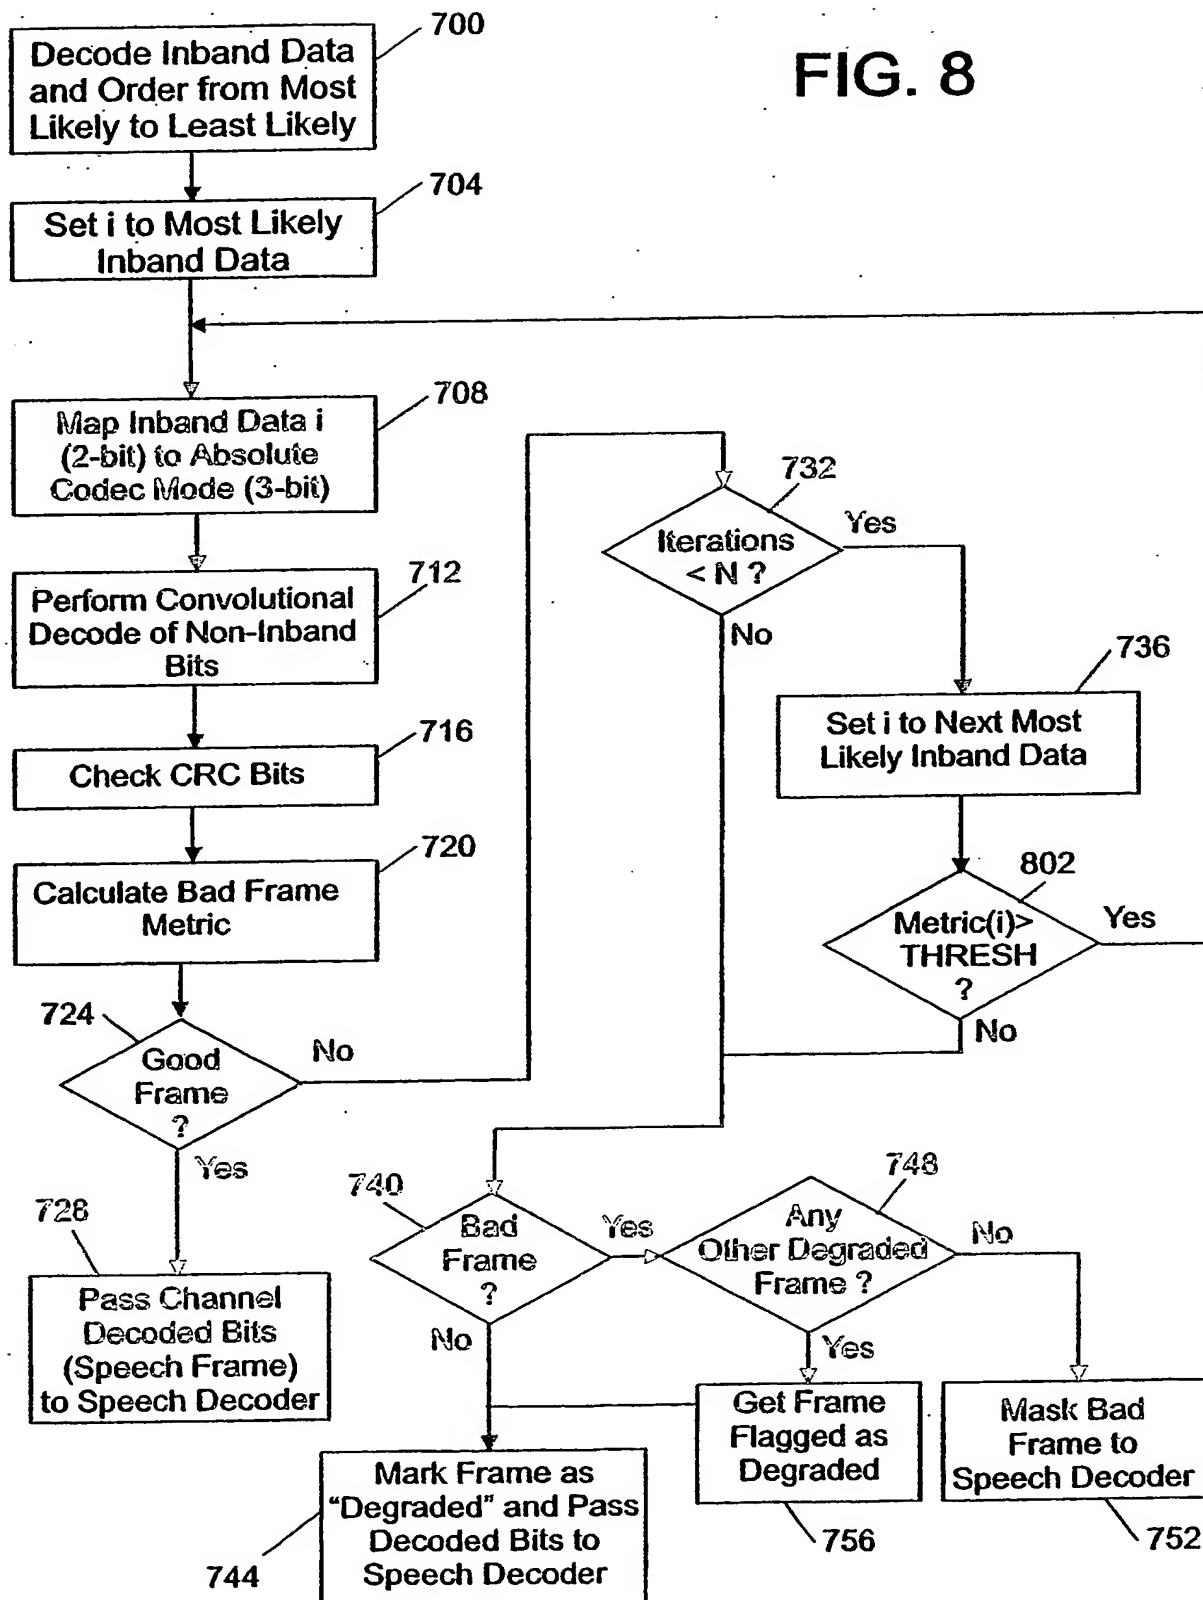 FIG. 8
700
Decode Inband Data
and Order from Most
Likely to Least Likely
704
Set i to Most Likely
Inband Data
708
Map Inband Data i
(2-bit) to Absolute
Codec Mode (3-bit)
712
Perform Convolutional
Decode of Non-Inband
Bits
716
Check CRC Bits
720
Calculate Bad Frame
Metric
724
Good
Frame
?
No
Yes
728
Pass Channel
Decoded Bits
(Speech Frame)
to Speech Decoder
732
Iterations
< N ?
Yes
No
736
Set i to Next Most
Likely Inband Data
802
Metric(i)>
THRESH
?
Yes
No
740
Bad
Frame
?
Yes
No
748
Any
Other Degraded
Frame ?
No
Yes
Mark Frame as
"Degraded" and Pass
Decoded Bits to
Speech Decoder
744
Get Frame
Flagged as
Degraded
756
Mask Bad
Frame to
Speech Decoder
752